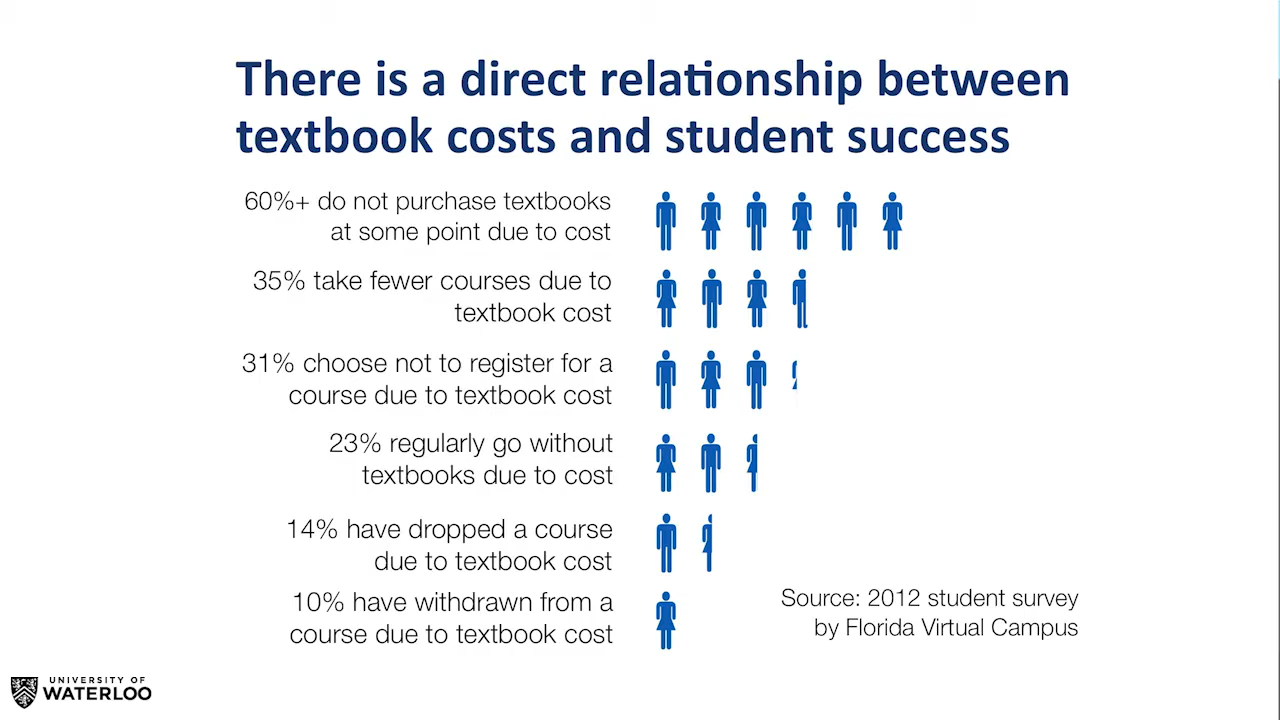 There is a direct relationship between
textbook costs and student success
60%+ do not purchase textbooks
at some point due to cost
35% take fewer courses due to
textbook cost
31% choose not to register for a
course due to textbook cost
23% regularly go without
textbooks due to cost
14% have dropped a course
due to textbook cost
10% have withdrawn from a
course due to textbook cost
Source: 2012 student survey
by Florida Virtual Campus
UNIVERSITY OF
WATERLOO